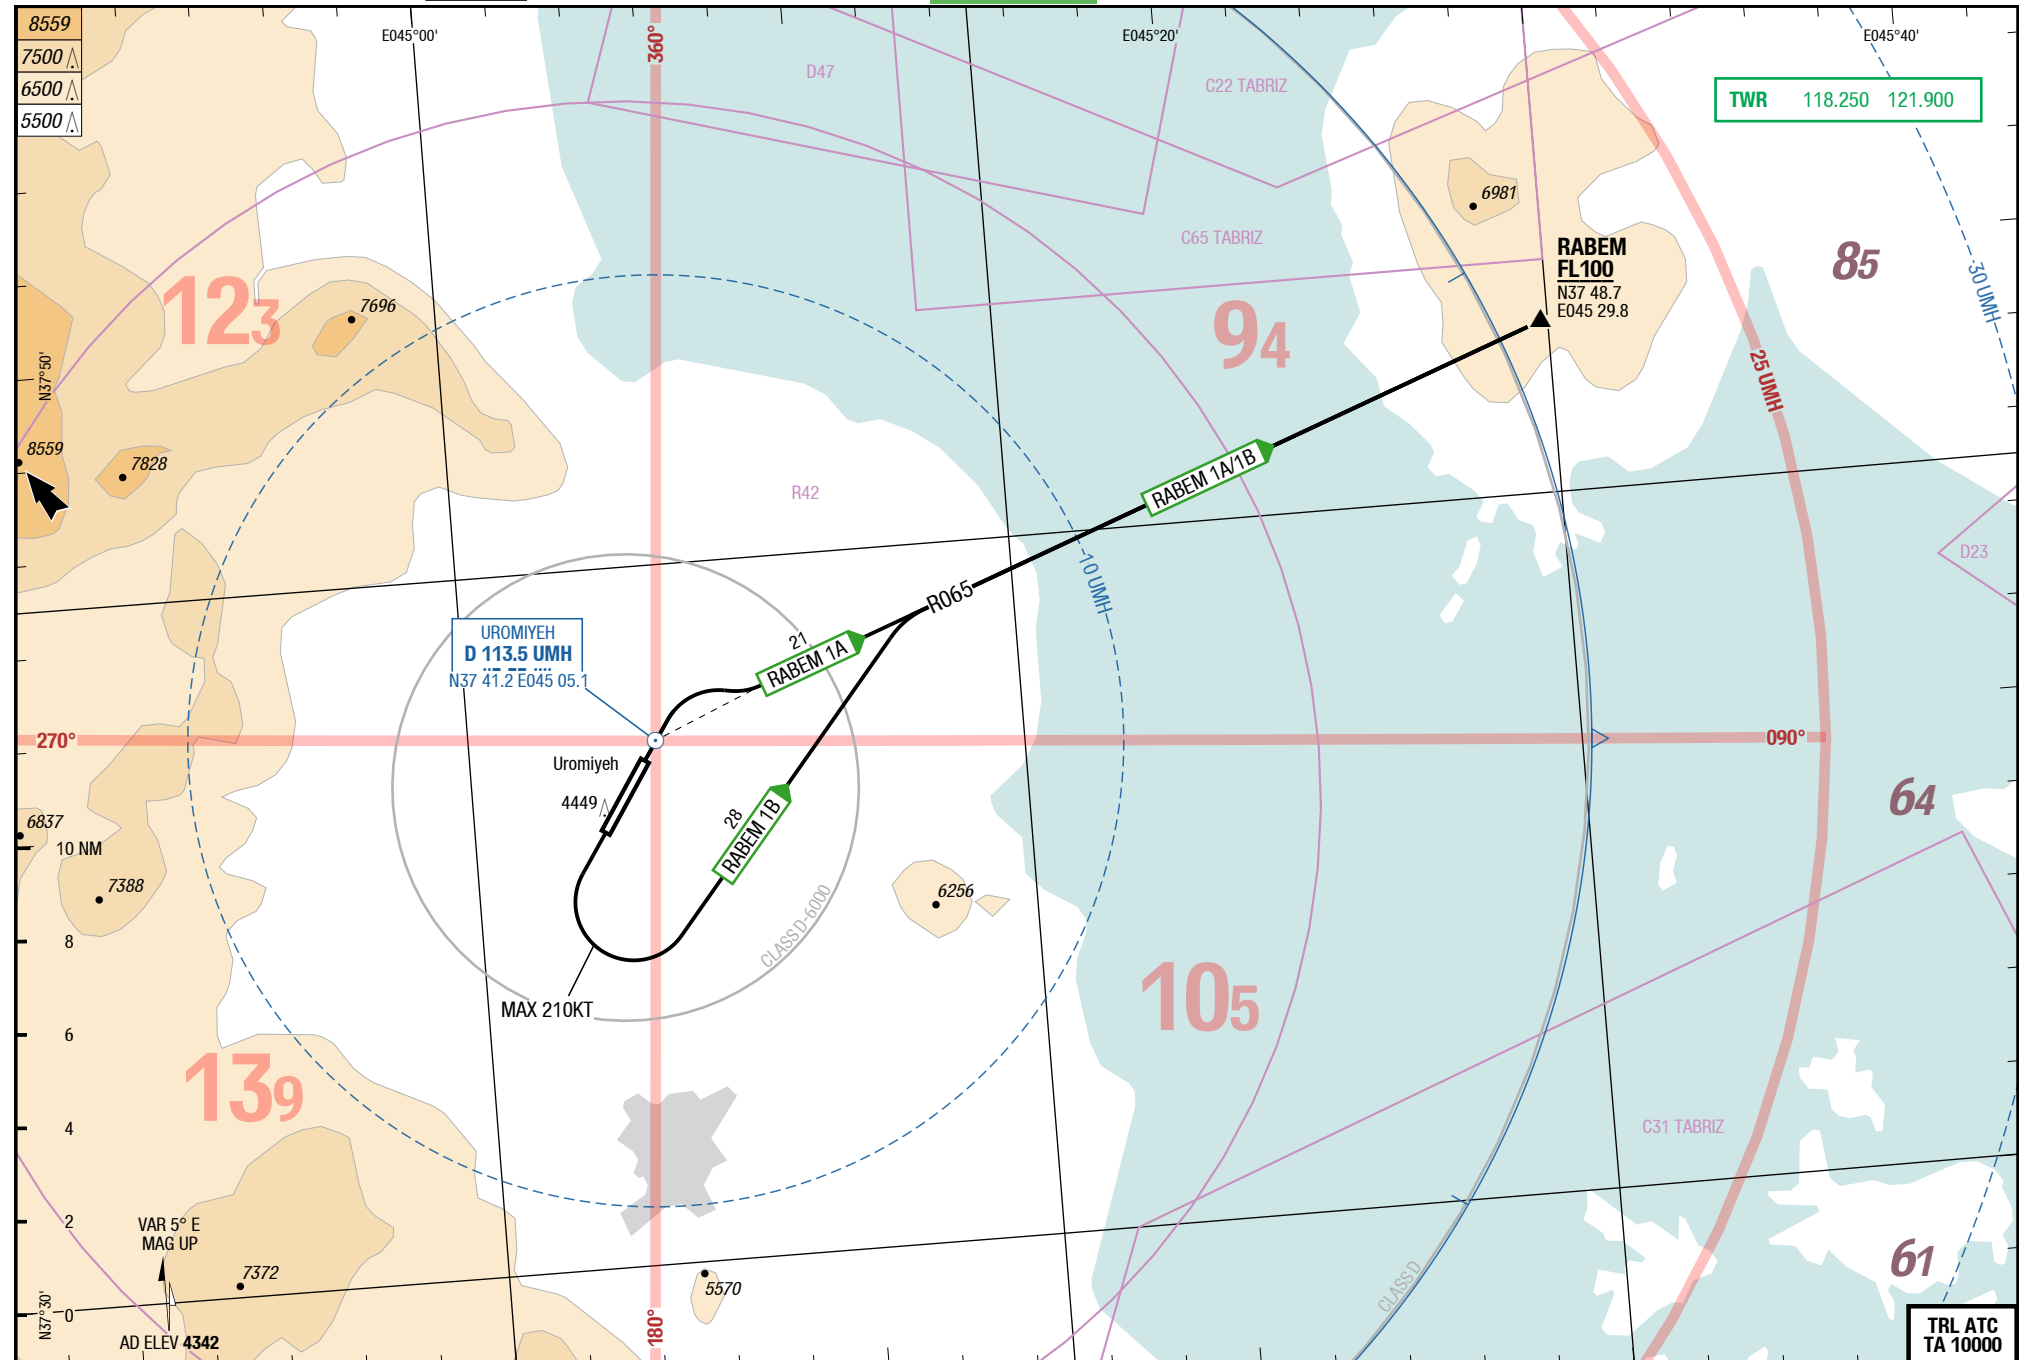 8559
7500
6500
5500
E045°00'
360°
E045°20'
E045°40'
D47
C22 TABRIZ
TWR 118.250 121.900
6981
C65 TABRIZ
RABEM
FL100
N37 48.7
E045 29.8
85
30 UMH
123
7696
94
N37°50'
25 UMH
8559
7828
RABEM 1A/1B
R42
D23
10 UMH
R065
UROMIYEH
D 113.5 UMH
N37 41.2 E045 05.1
21
RABEM 1A
270°
090°
Uromiyeh
4449
28
RABEM 1B
64
6837
10 NM
7388
6256
CLASS D-6000
8
MAX 210KT
105
6
139
4
C31 TABRIZ
2
VAR 5° E
MAG UP
7372
5570
CLASS D
61
N37°30'
0
180°
AD ELEV 4342
TRL ATC
TA 10000